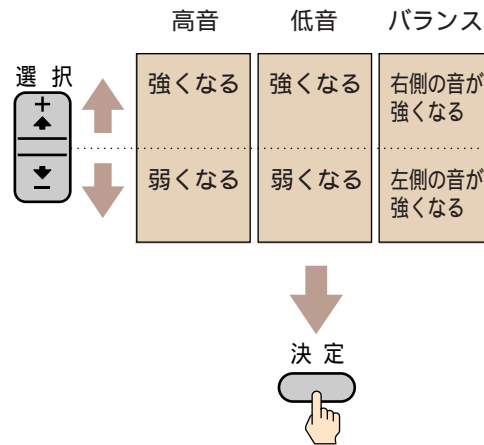 高音 低音 バランス
選択
+
−
強くなる 強くなる 右側の音が
強くなる
弱くなる 弱くなる 左側の音が
強くなる
決定